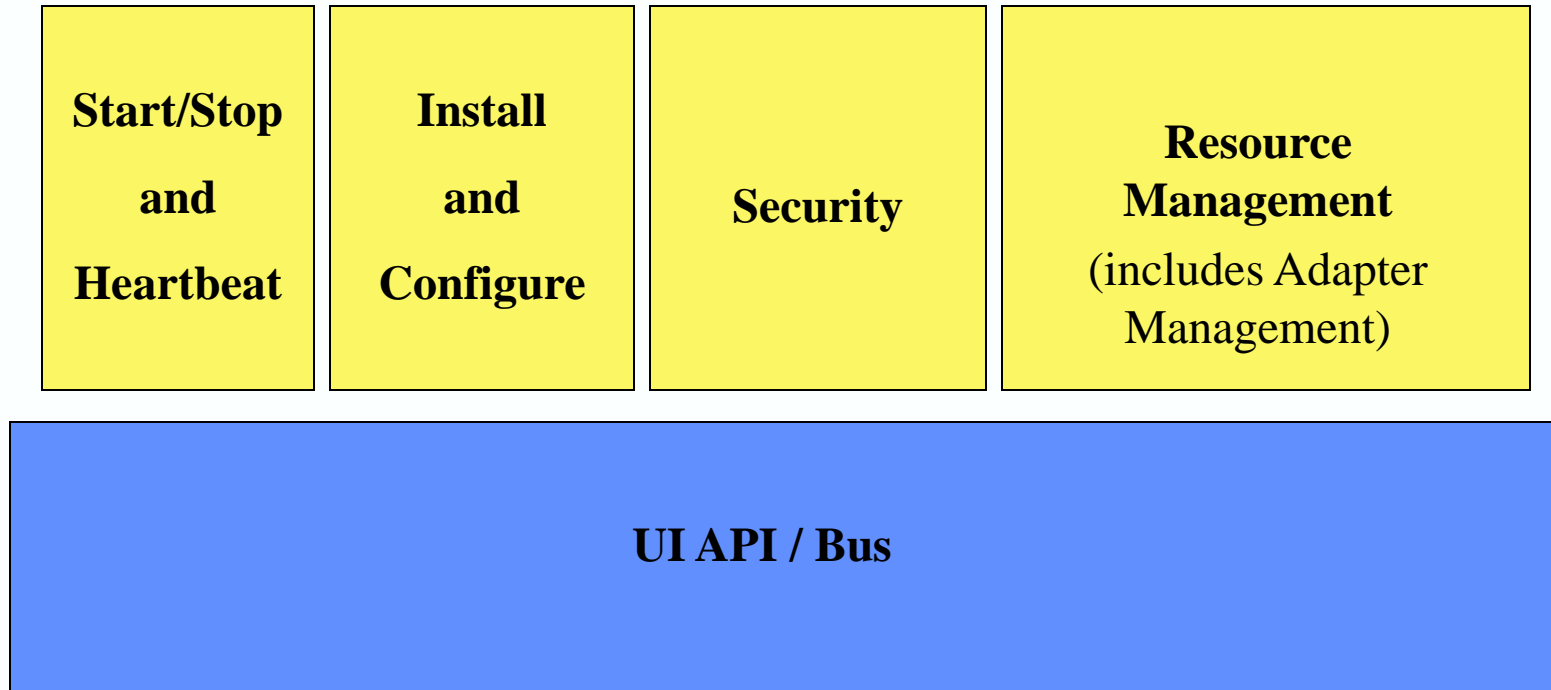 Start/Stop
and
Heartbeat
Install
and
Configure
Security
Resource
Management
(includes Adapter
Management)
UI API / Bus